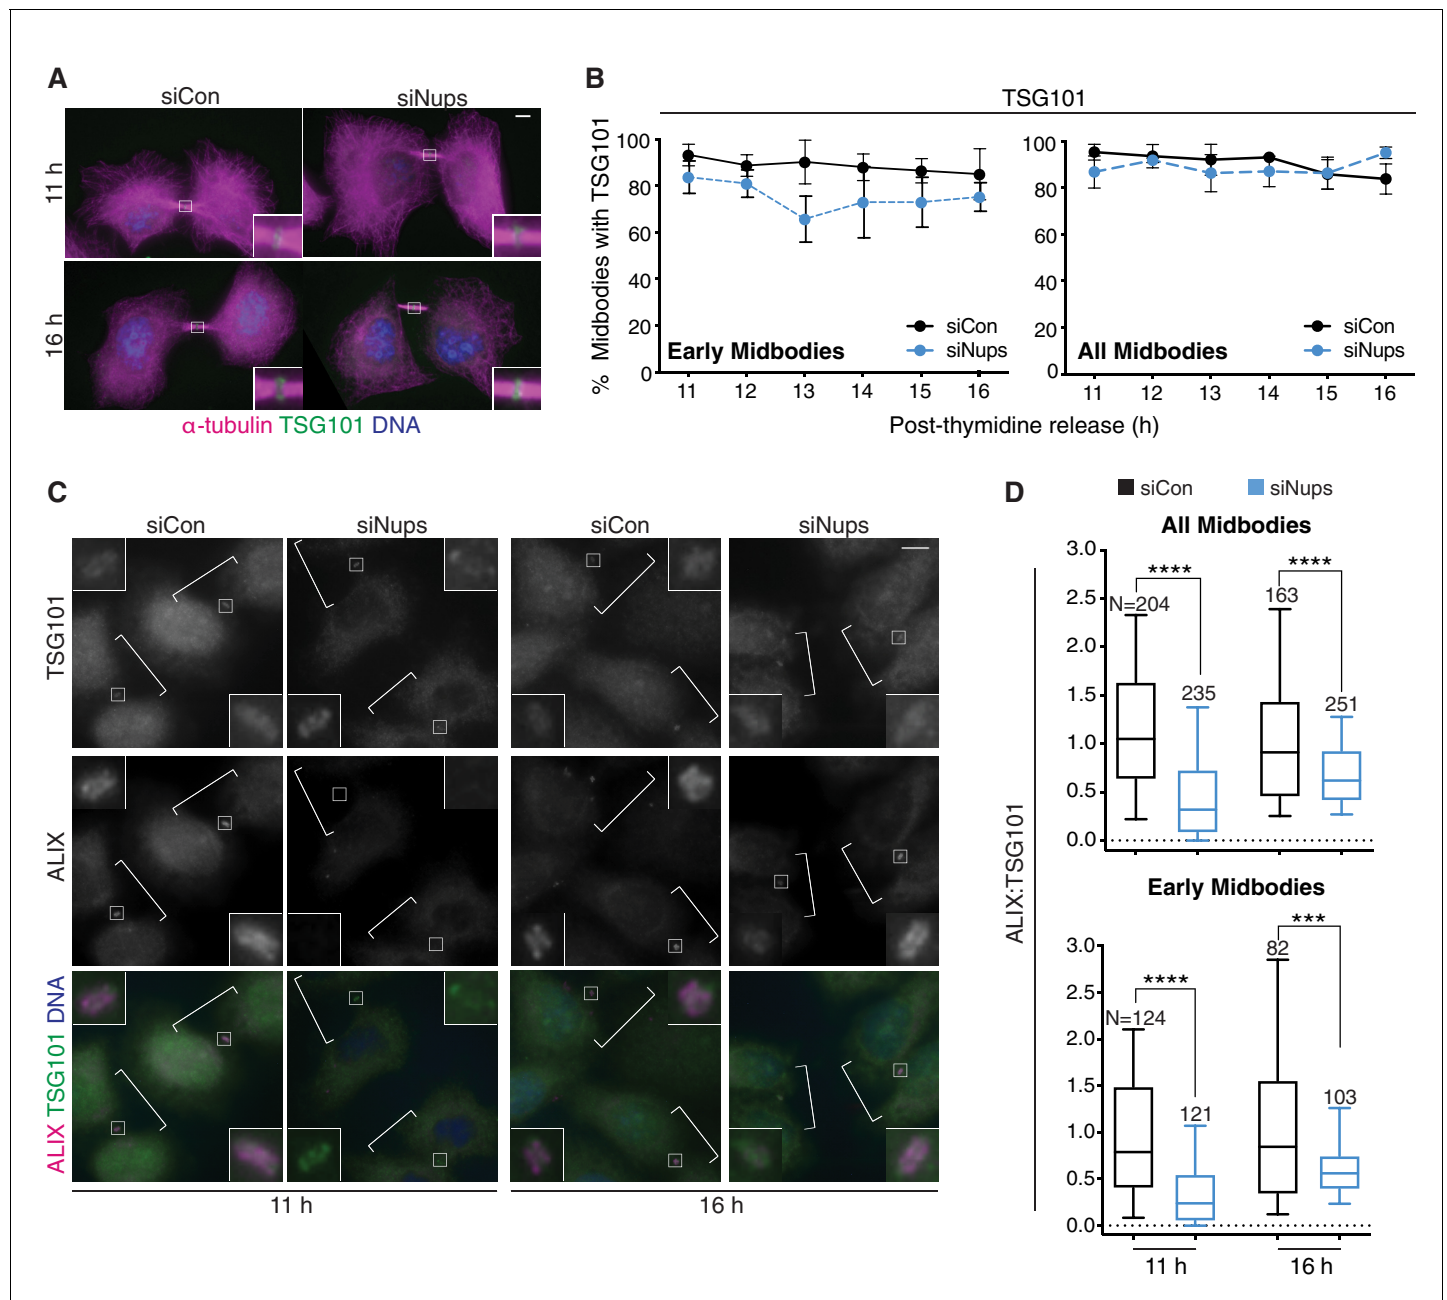 A
siCon
siNups
11 h
16 h
α-tubulin TSG101 DNA
B
TSG101
% Midbodies with TSG101
100
80
60
40
20
0
Early Midbodies
siCon
siNups
11 12 13 14 15 16
100
80
60
40
20
0
All Midbodies
siCon
siNups
11 12 13 14 15 16
Post-thymidine release (h)
C
siCon
siNups
siCon
siNups
TSG101
ALIX
ALIX TSG101 DNA
11 h
16 h
D
siCon
siNups
ALIX:TSG101
All Midbodies
3.0
2.5
2.0
1.5
1.0
0.5
0.0
****
N=204
235
****
163
251
Early Midbodies
3.0
2.5
2.0
1.5
1.0
0.5
0.0
****
N=124
121
***
82
103
11 h
16 h